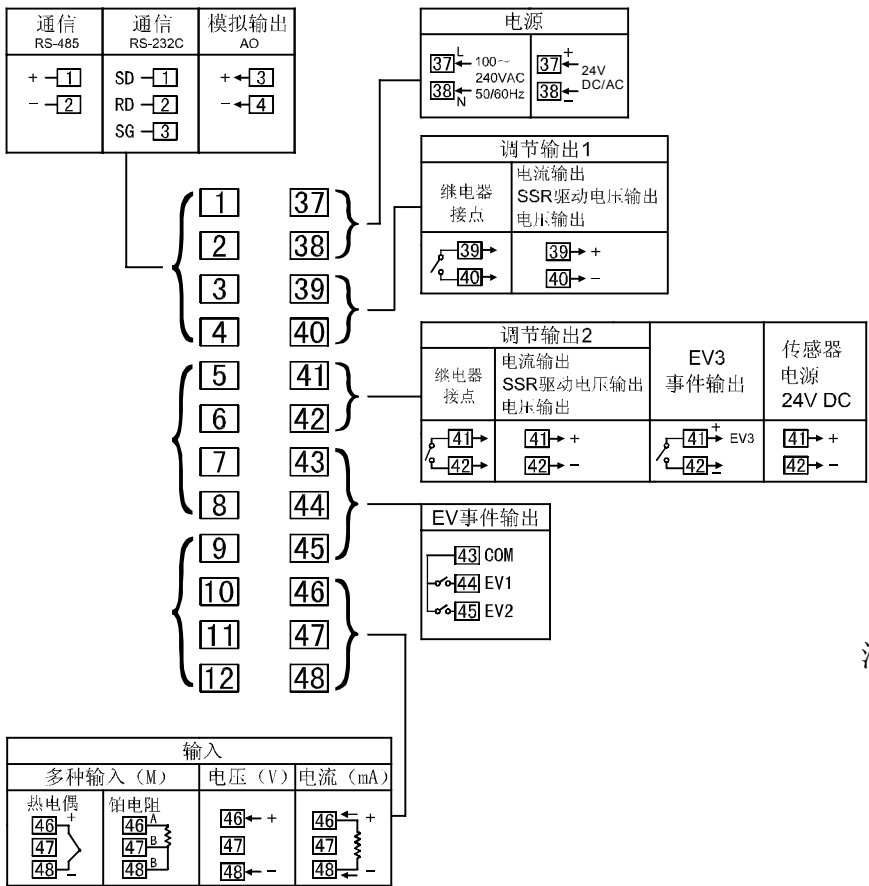 通信 通信 模拟输出
RS-485 RS-232C AO
+ 1 SD 1 + 3
− 2 RD 2 − 4
SG 3
电源
37 L 100～ 37 + 24V
240VAC DC/AC
38 N 50/60Hz 38 −
调节输出1
继电器
接点
电流输出
SSR驱动电压输出
电压输出
39 39 +
40 40 −
1 37
2 38
3 39
4 40
5 41
6 42
7 43
8 44
9 45
10 46
11 47
12 48
调节输出2
继电器
接点
电流输出
SSR驱动电压输出
电压输出
EV3
事件输出
传感器
电源
24V DC
41 41 + 41 + EV3 41 +
42 42 − 42 − 42 −
EV事件输出
43 COM
44 EV1
45 EV2
输入
多种输入（M） 电压（V） 电流（mA）
热电偶 铂电阻
46 + 46 A 46 + 46 +
47 47 B 47 47
48 − 48 B 48 − 48 −